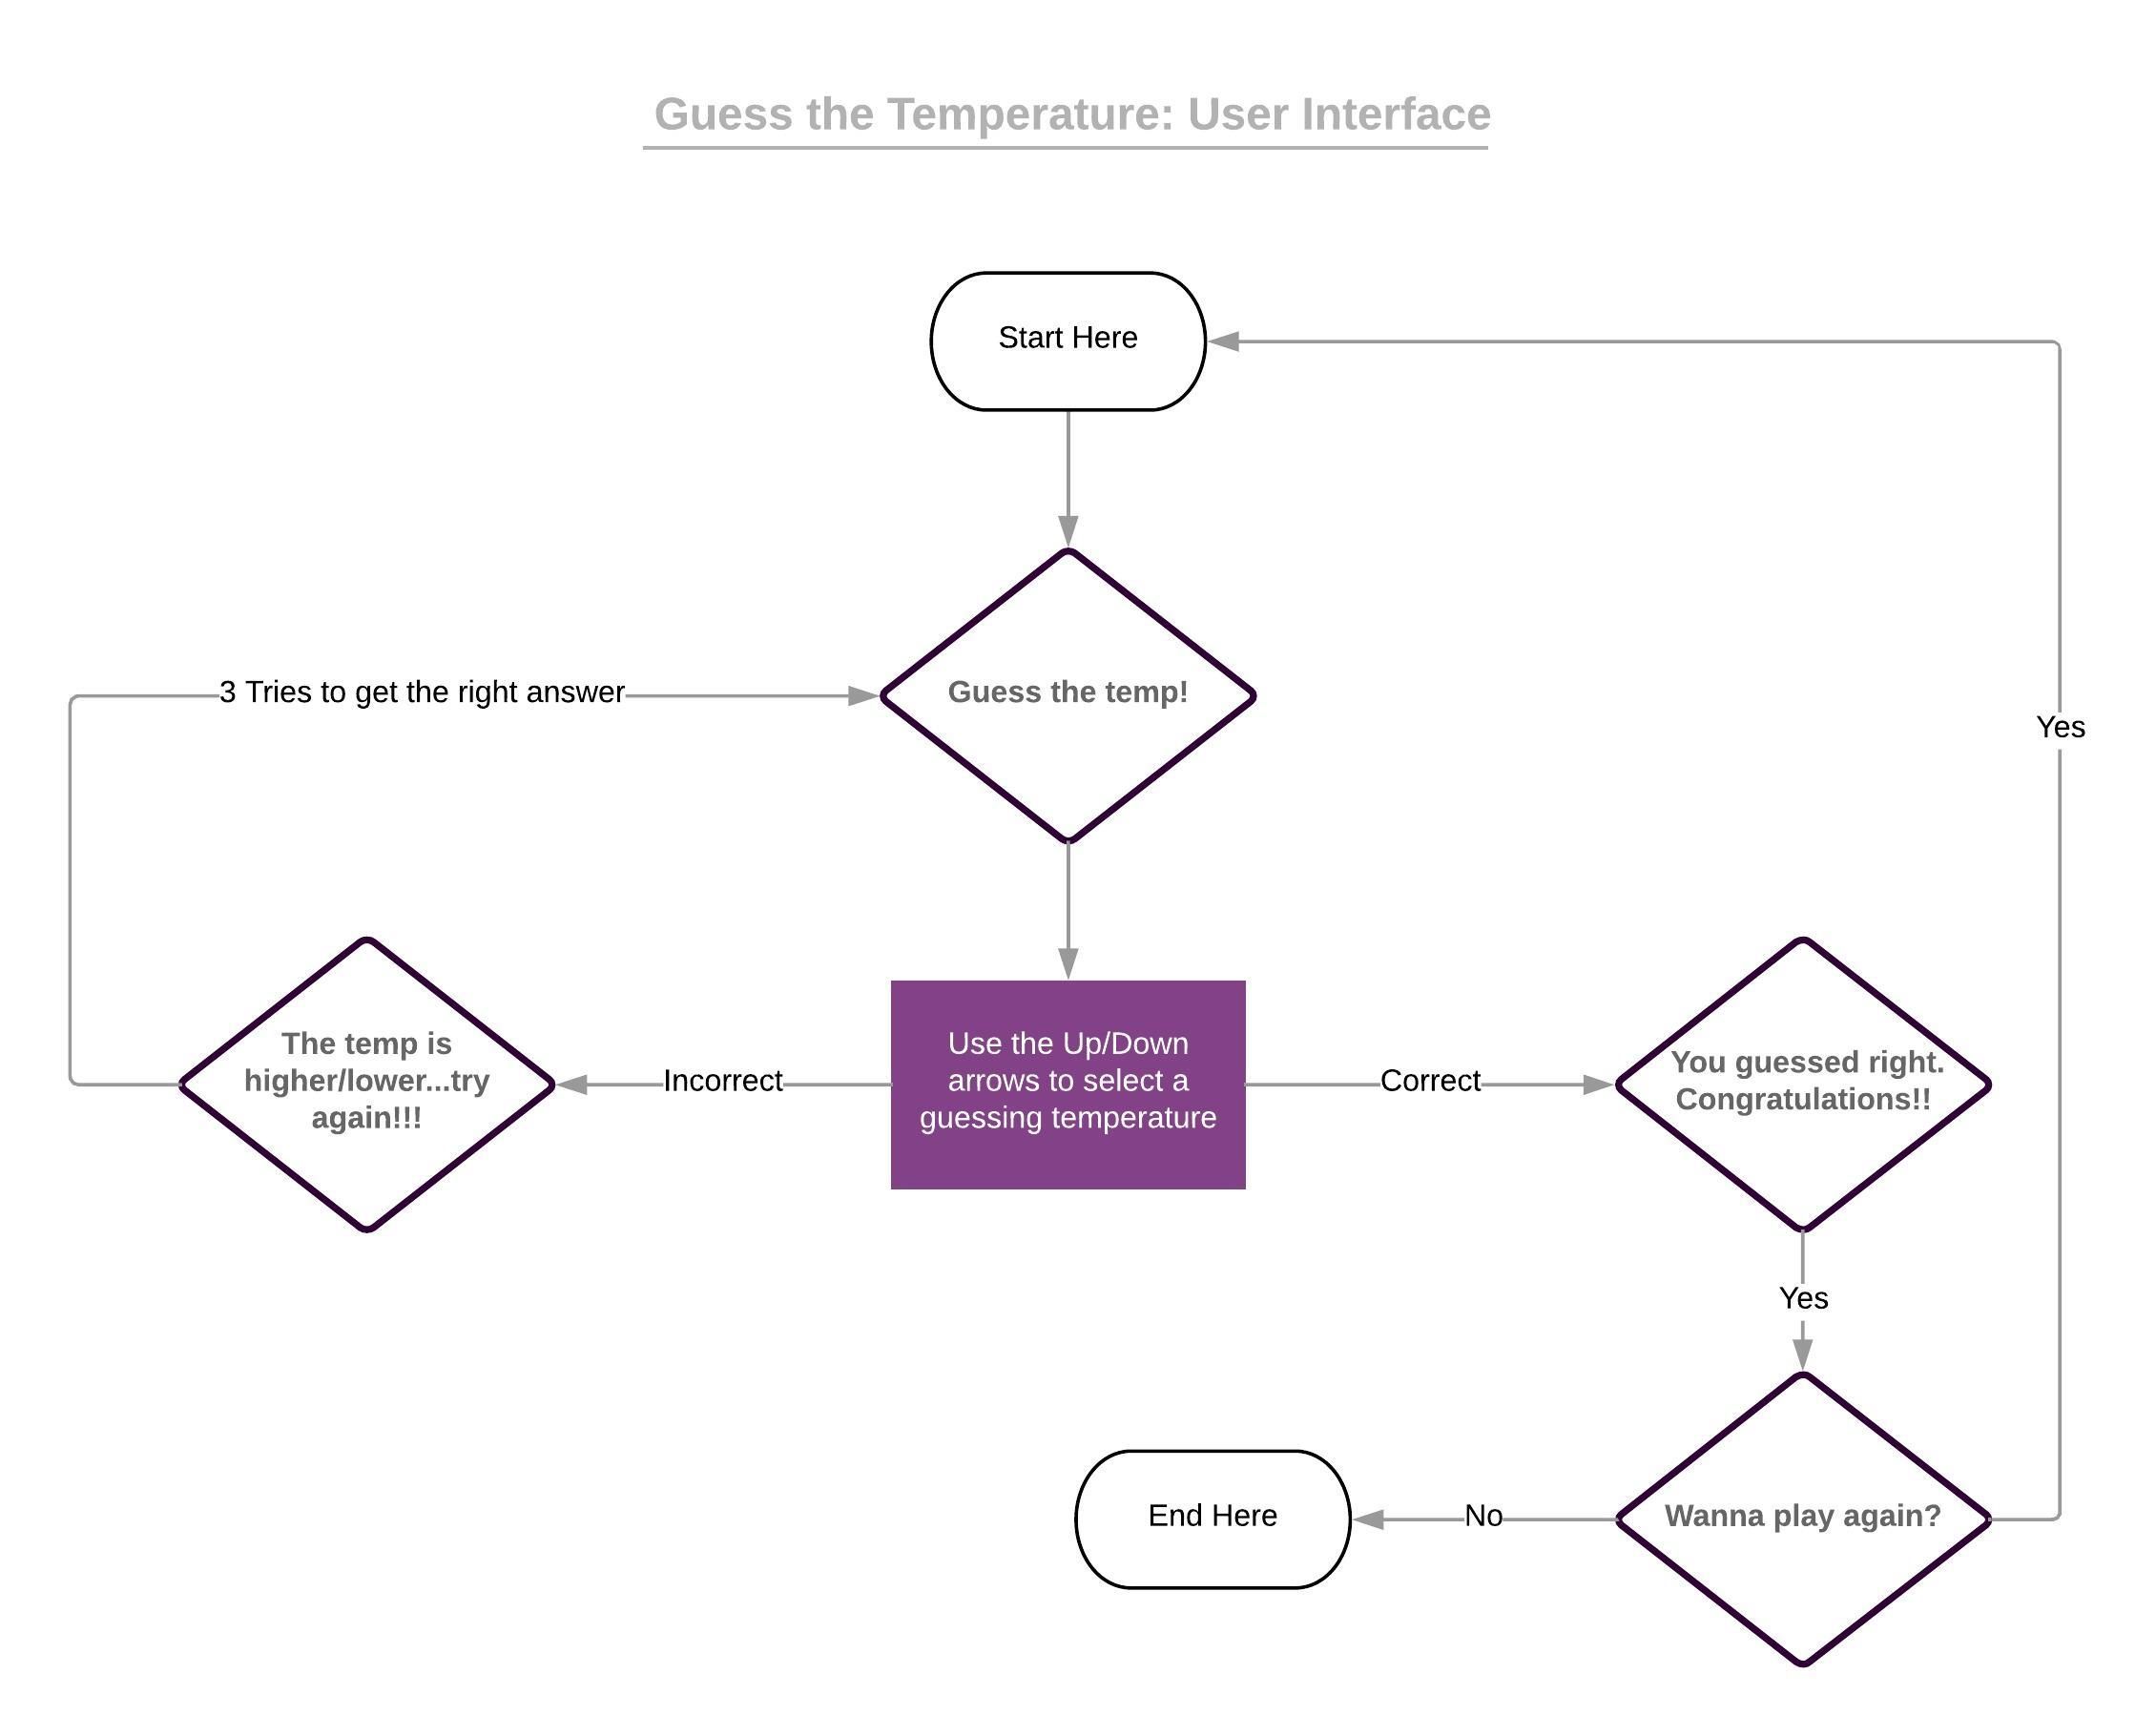 Guess the Temperature: User Interface
Start Here
3 Tries to get the right answer
Guess the temp!
Yes
The temp is
higher/lower...try
again!!!
Incorrect
Use the Up/Down
arrows to select a
guessing temperature
Correct
You guessed right.
Congratulations!!
Yes
End Here
No
Wanna play again?